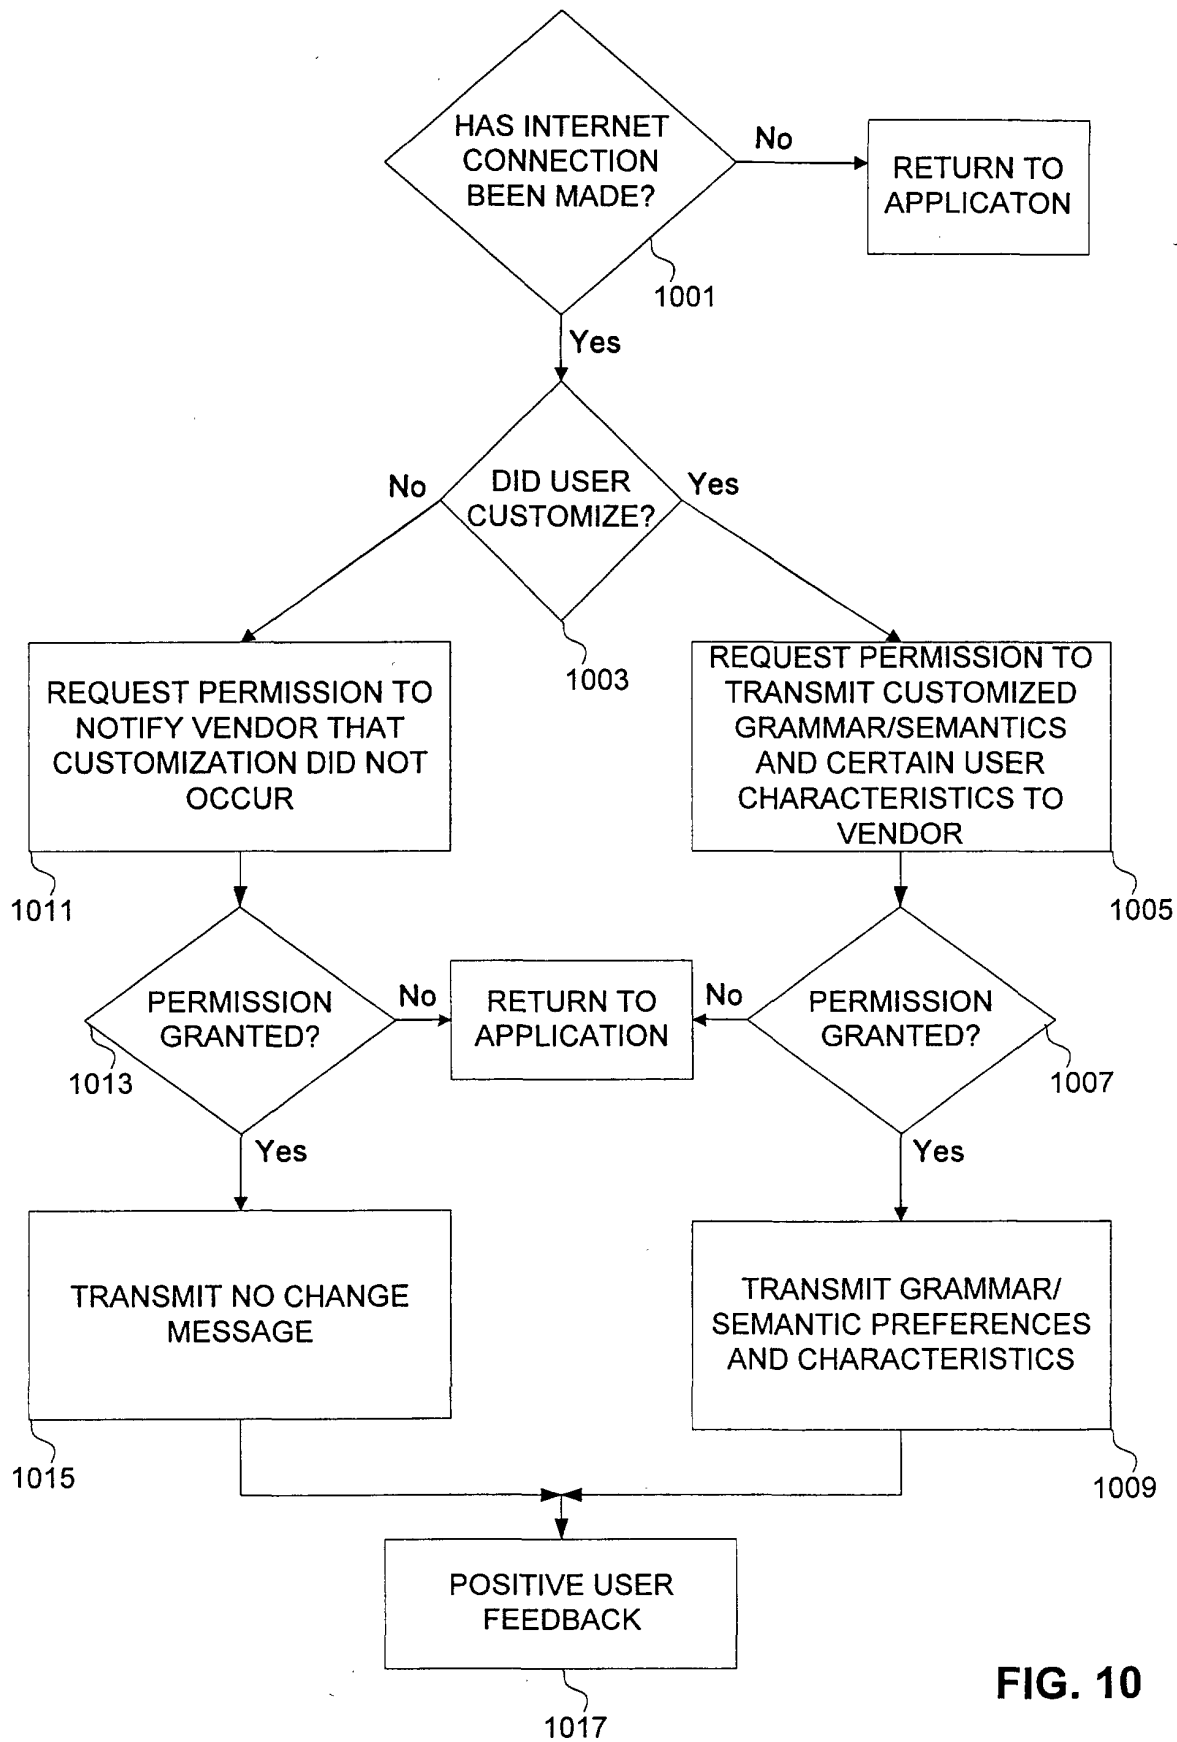 HAS INTERNET
CONNECTION
BEEN MADE?
No
RETURN TO
APPLICATON
1001
Yes
DID USER
CUSTOMIZE?
No
Yes
1003
REQUEST PERMISSION TO
NOTIFY VENDOR THAT
CUSTOMIZATION DID NOT
OCCUR
1011
REQUEST PERMISSION TO
TRANSMIT CUSTOMIZED
GRAMMAR/SEMANTICS
AND CERTAIN USER
CHARACTERISTICS TO
VENDOR
1005
PERMISSION
GRANTED?
1013
No
RETURN TO
APPLICATION
No
PERMISSION
GRANTED?
1007
Yes
Yes
TRANSMIT NO CHANGE
MESSAGE
1015
TRANSMIT GRAMMAR/
SEMANTIC PREFERENCES
AND CHARACTERISTICS
1009
POSITIVE USER
FEEDBACK
1017
FIG. 10